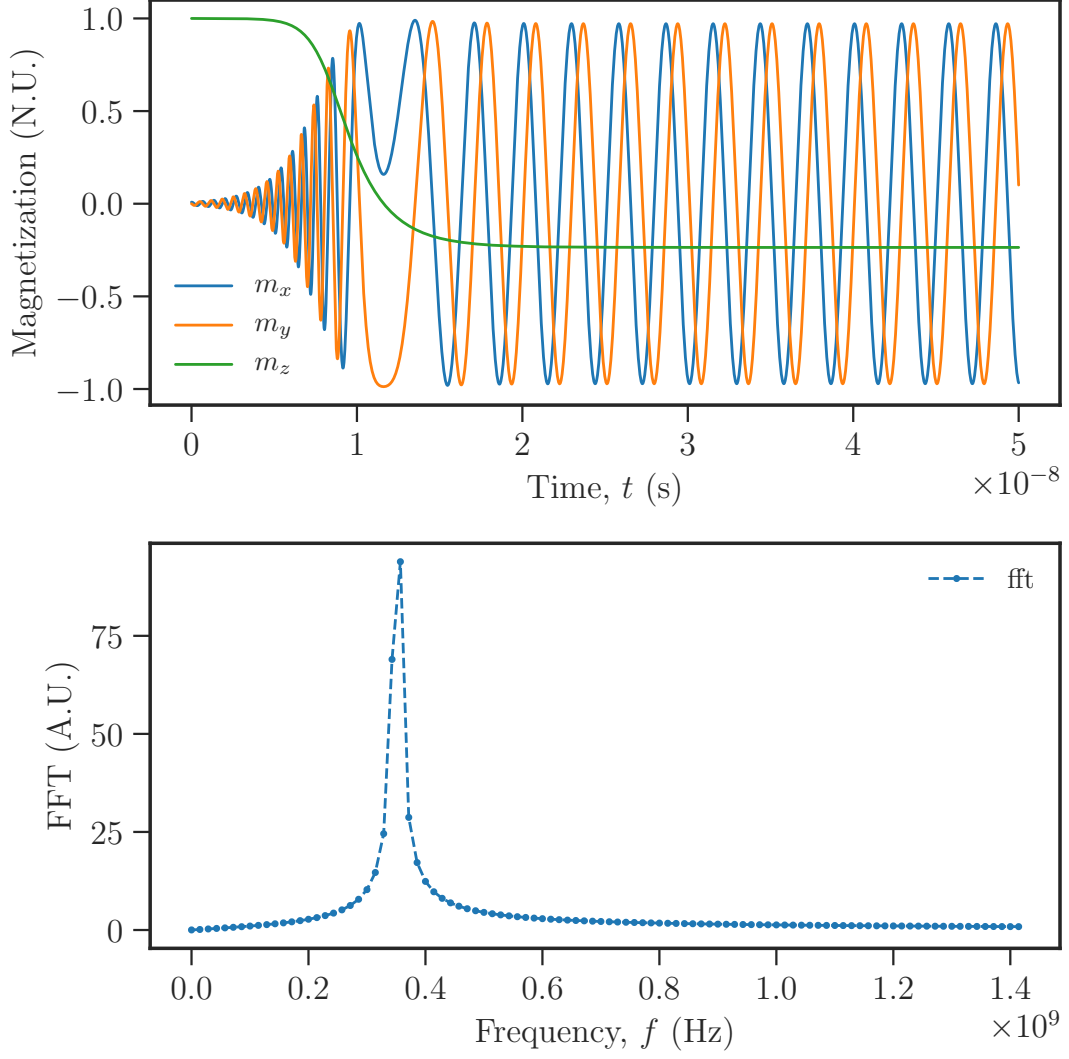 1.0
0.5
0.0
−0.5
−1.0
Magnetization (N.U.)
m_x
m_y
m_z
0 1 2 3 4 5
Time, t (s)
×10⁻⁸
75
50
25
0
FFT (A.U.)
fft
0.0 0.2 0.4 0.6 0.8 1.0 1.2 1.4
Frequency, f (Hz)
×10⁹